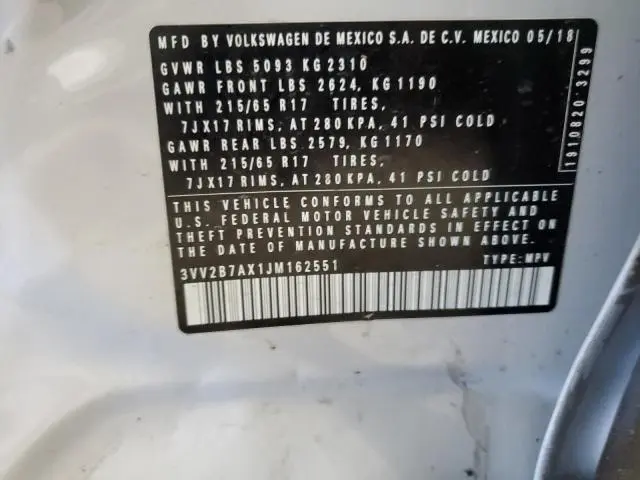 MFD BY VOLKSWAGEN DE MEXICO S.A. DE C.V. MEXICO 05/18
GVWR LBS 5093 KG 2310
GAWR FRONT LBS 2624, KG 1190
WITH 215/65 R17 TIRES,
7JX17 RIMS, AT 280 KPA, 41 PSI COLD
GAWR REAR LBS 2579, KG 1170
WITH 215/65 R17 TIRES,
7JX17 RIMS, AT 280 KPA, 41 PSI COLD
THIS VEHICLE CONFORMS TO ALL APPLICABLE
U.S. FEDERAL MOTOR VEHICLE SAFETY AND
THEFT PREVENTION STANDARDS IN EFFECT ON
THE DATE OF MANUFACTURE SHOWN ABOVE.
3VV2B7AX1JM162551 TYPE: MPV
1910820 3299